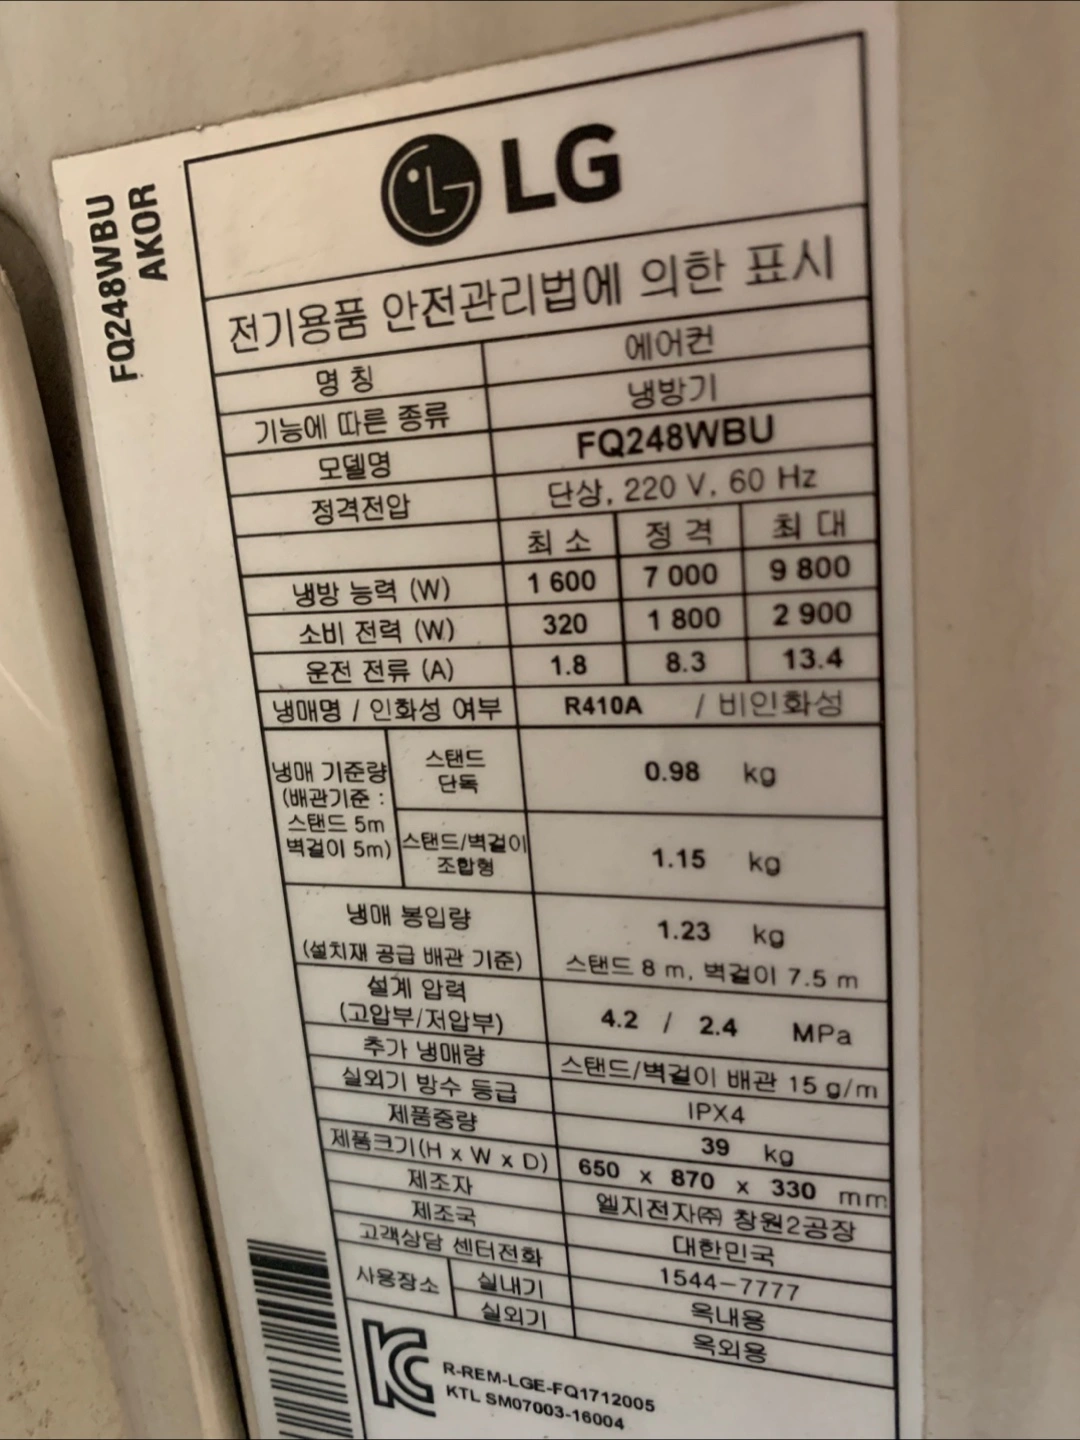 FQ248WBU
AKOR
LG
전기용품 안전관리법에 의한 표시
명 칭 에어컨
기능에 따른 종류 냉방기
모델명 FQ248WBU
정격전압 단상, 220 V, 60 Hz
최 소 정 격 최 대
냉방 능력 (W) 1 600 7 000 9 800
소비 전력 (W) 320 1 800 2 900
운전 전류 (A) 1.8 8.3 13.4
냉매명 / 인화성 여부 R410A / 비인화성
냉매 기준량
(배관기준 :
스탠드 5m
벽걸이 5m)
스탠드
단독
0.98 kg
스탠드/벽걸이
조합형
1.15 kg
냉매 봉입량
(설치재 공급 배관 기준)
1.23 kg
스탠드 8 m, 벽걸이 7.5 m
설계 압력
(고압부/저압부)
4.2 / 2.4 MPa
추가 냉매량 스탠드/벽걸이 배관 15 g/m
실외기 방수 등급 IPX4
제품중량 39 kg
제품크기(H x W x D) 650 x 870 x 330 mm
제조자 엘지전자㈜ 창원2공장
제조국 대한민국
고객상담 센터전화 1544-7777
사용장소
실내기 옥내용
실외기 옥외용
R-REM-LGE-FQ1712005
KTL SM07003-16004